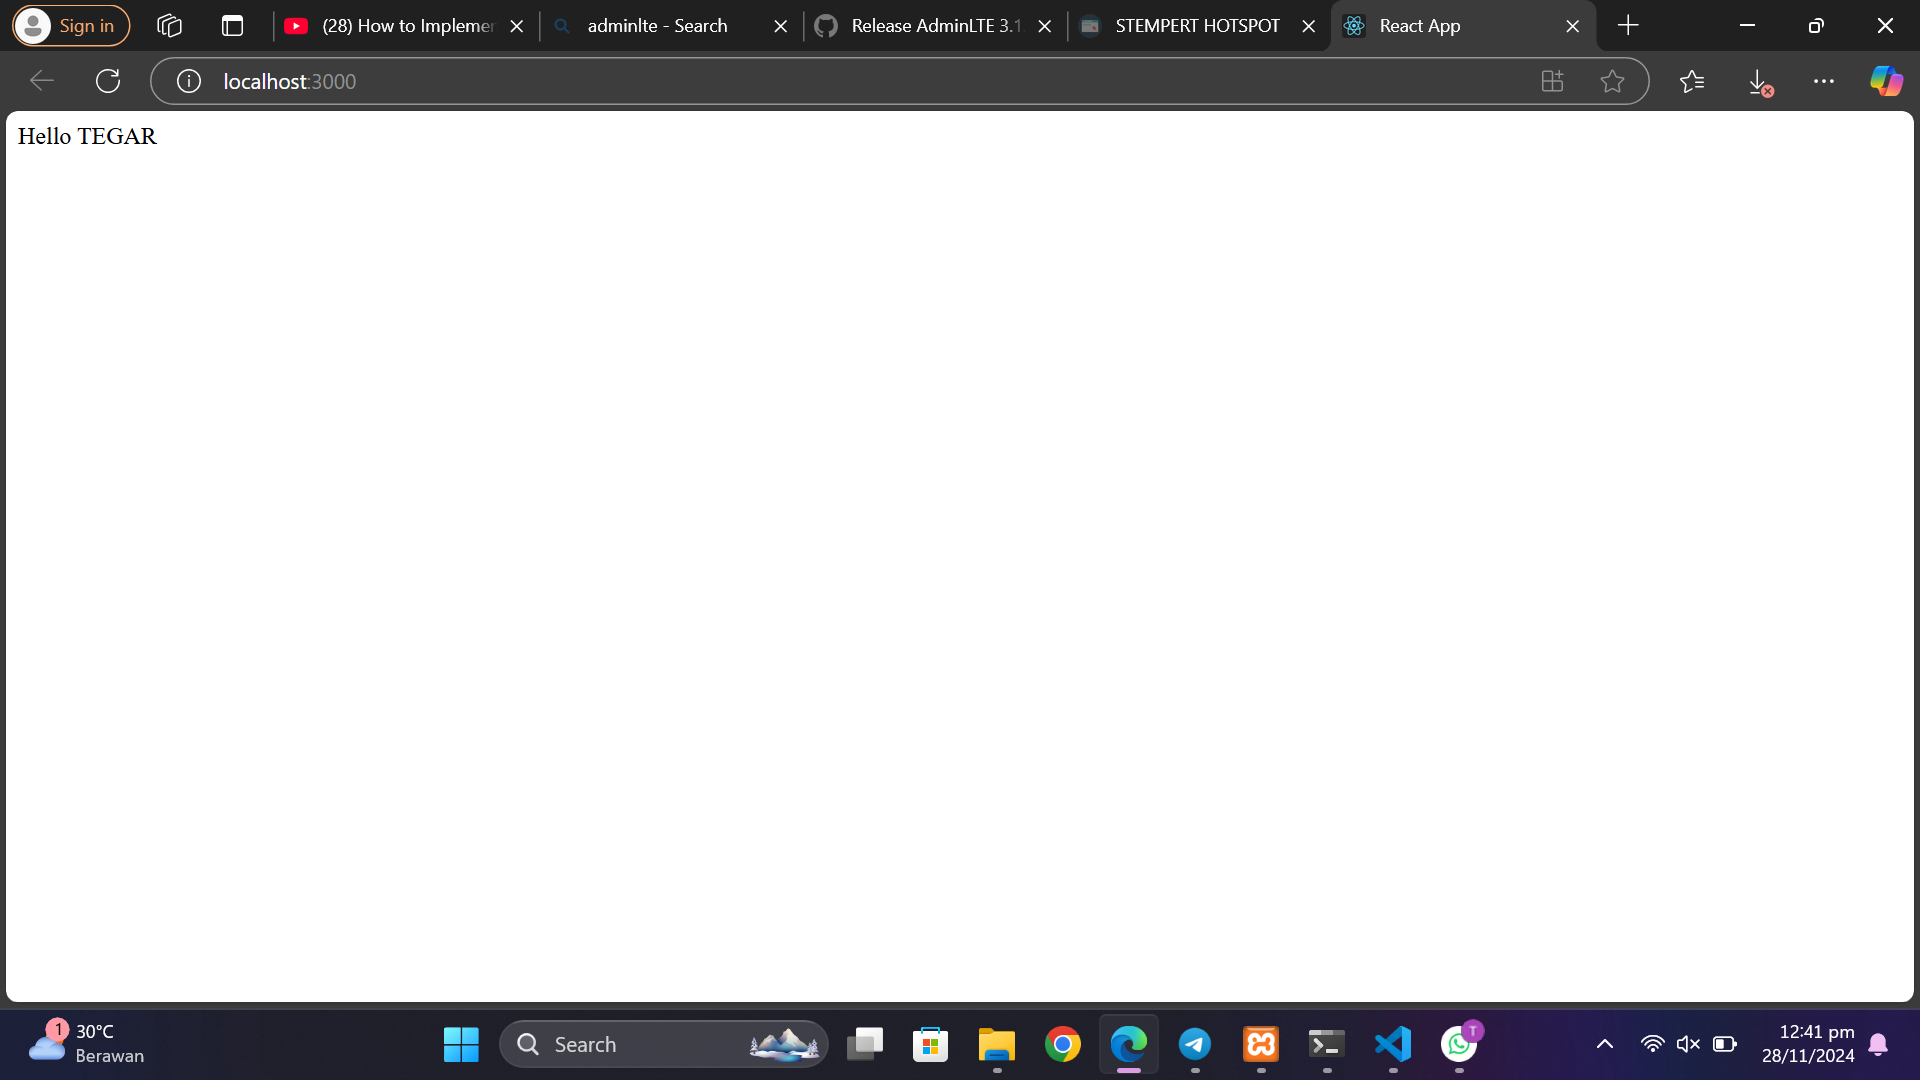 Sign in
(28) How to Implemen
adminlte - Search
Release AdminLTE 3.1
STEMPERT HOTSPOT
React App
localhost:3000
Hello TEGAR
1
30°C
Berawan
Search
T
12:41 pm
28/11/2024